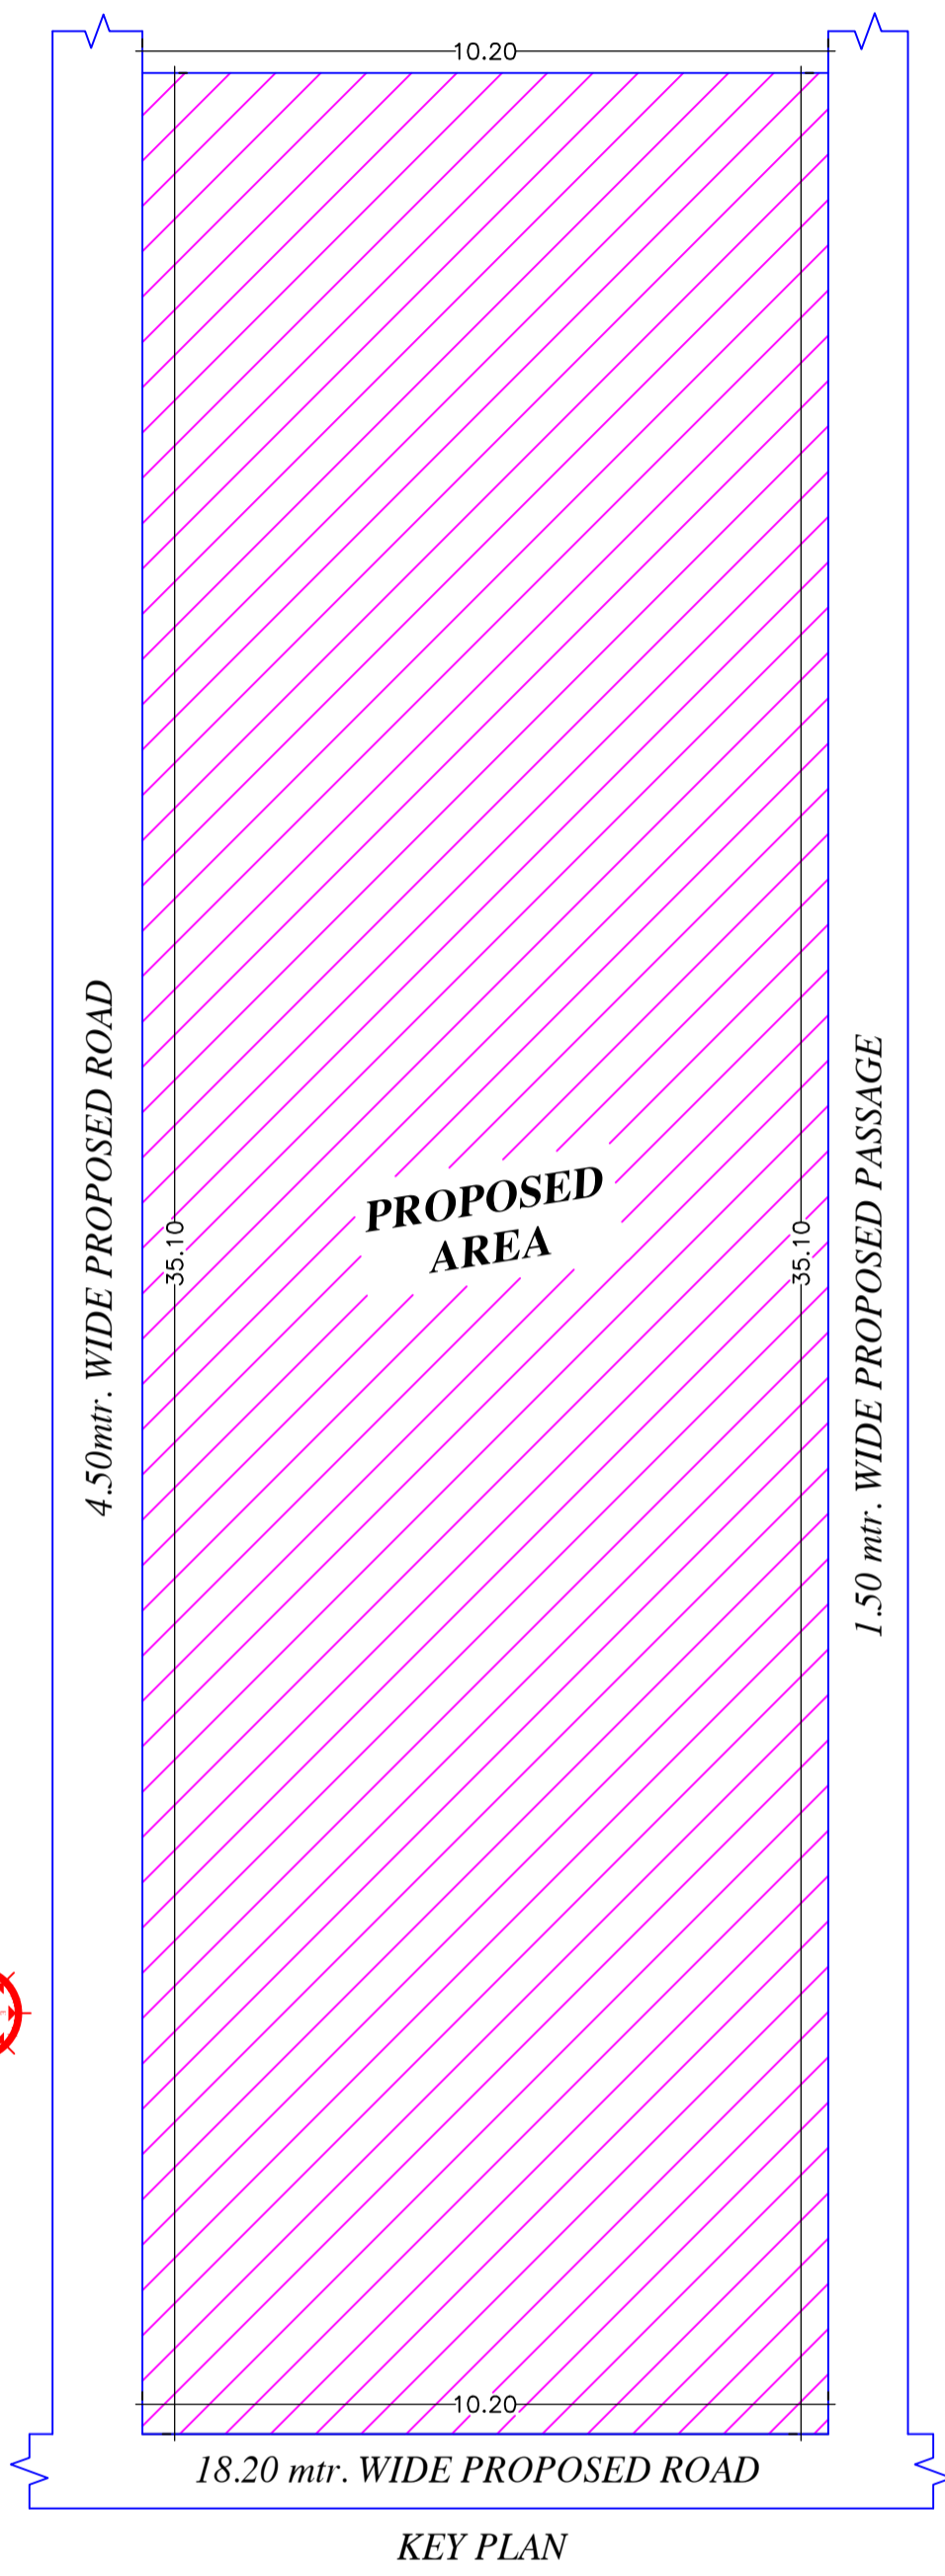 10.20
4.50mtr. WIDE PROPOSED ROAD
35.10
PROPOSED
AREA
35.10
1.50 mtr. WIDE PROPOSED PASSAGE
10.20
18.20 mtr. WIDE PROPOSED ROAD
KEY PLAN